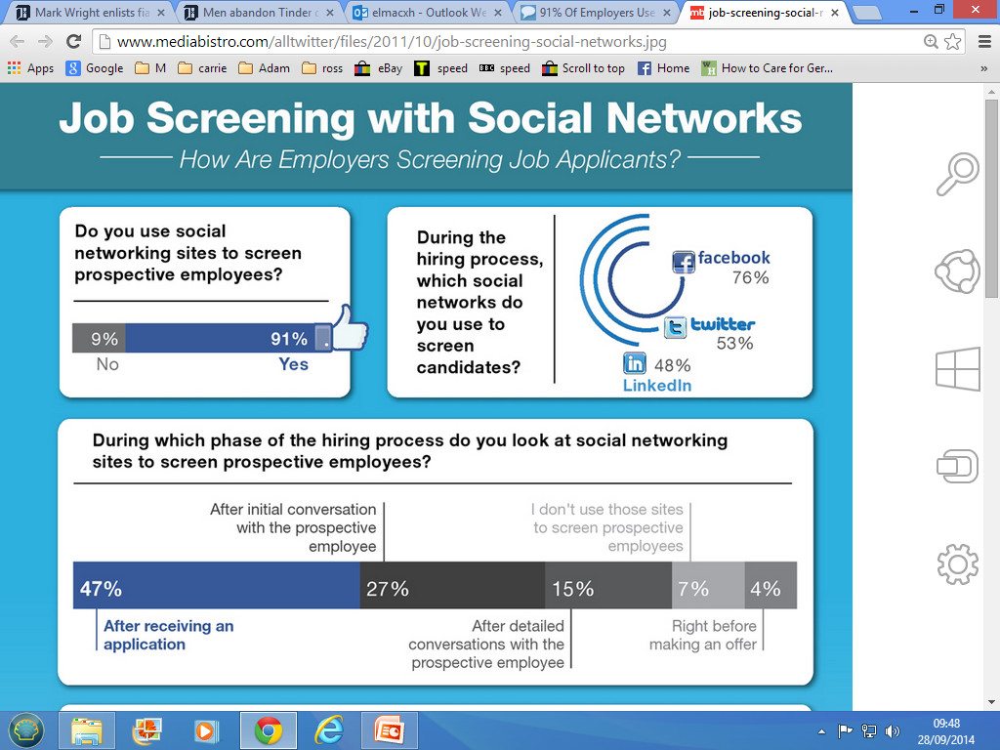 Mark Wright enlists fia
Men abandon Tinder
elmacxh - Outlook We
91% Of Employers Use
job-screening-social-r
www.mediabistro.com/alltwitter/files/2011/10/job-screening-social-networks.jpg
Apps Google M carrie Adam ross eBay speed speed Scroll to top Home How to Care for Ger... »
Job Screening with Social Networks
How Are Employers Screening Job Applicants?
Do you use social
networking sites to screen
prospective employees?
9% 91%
No Yes
During the
hiring process,
which social
networks do
you use to
screen
candidates?
facebook
76%
twitter
53%
48%
LinkedIn
During which phase of the hiring process do you look at social networking
sites to screen prospective employees?
After initial conversation
with the prospective
employee
I don't use those sites
to screen prospective
employees
47% 27% 15% 7% 4%
After receiving an
application
After detailed
conversations with the
prospective employee
Right before
making an offer
09:48
28/09/2014